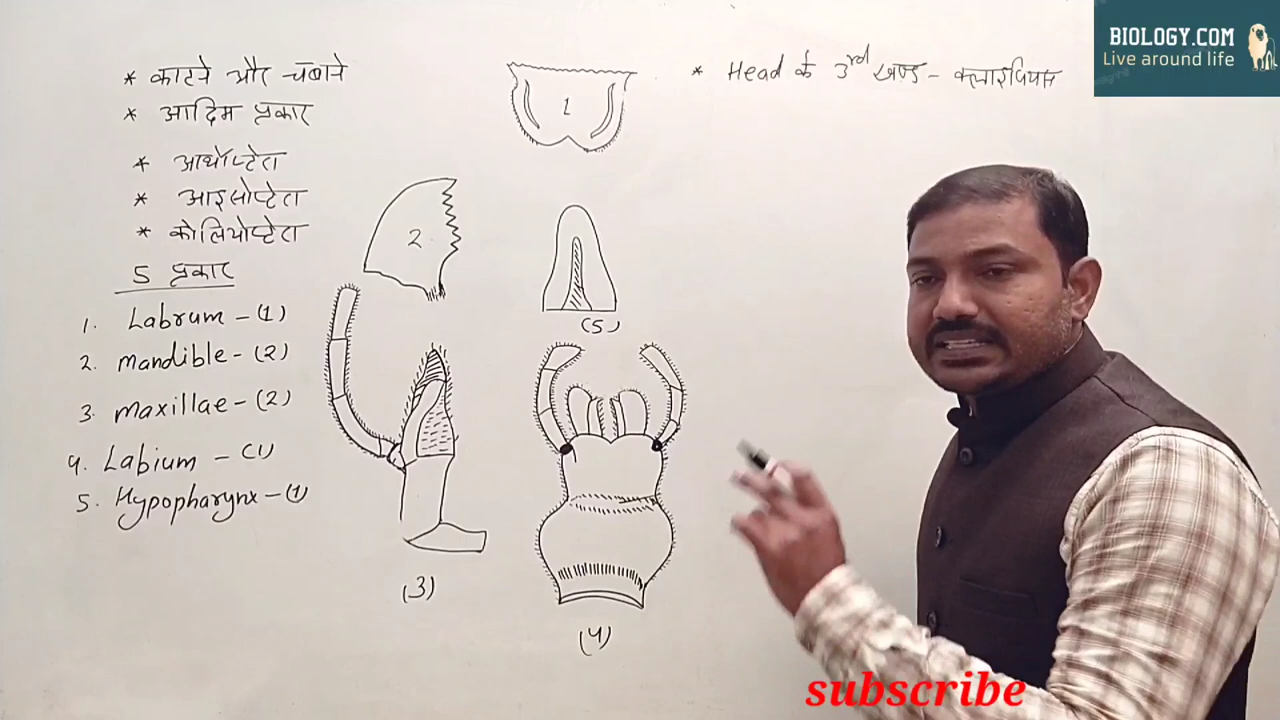 * काटने और चबाने
* आदिम प्रकार
* आर्थोप्टेरा
* आइसोप्टेरा
* कोलियोप्टेरा
5 प्रकार
1. Labrum - (1)
2. mandible - (2)
3. maxillae - (2)
4. Labium - (1)
5. Hypopharynx - (1)
1
2
(5)
(3)
(4)
* Head के 3rd खण्ड - क्लाइपियस
BIOLOGY.COM
Live around life
subscribe